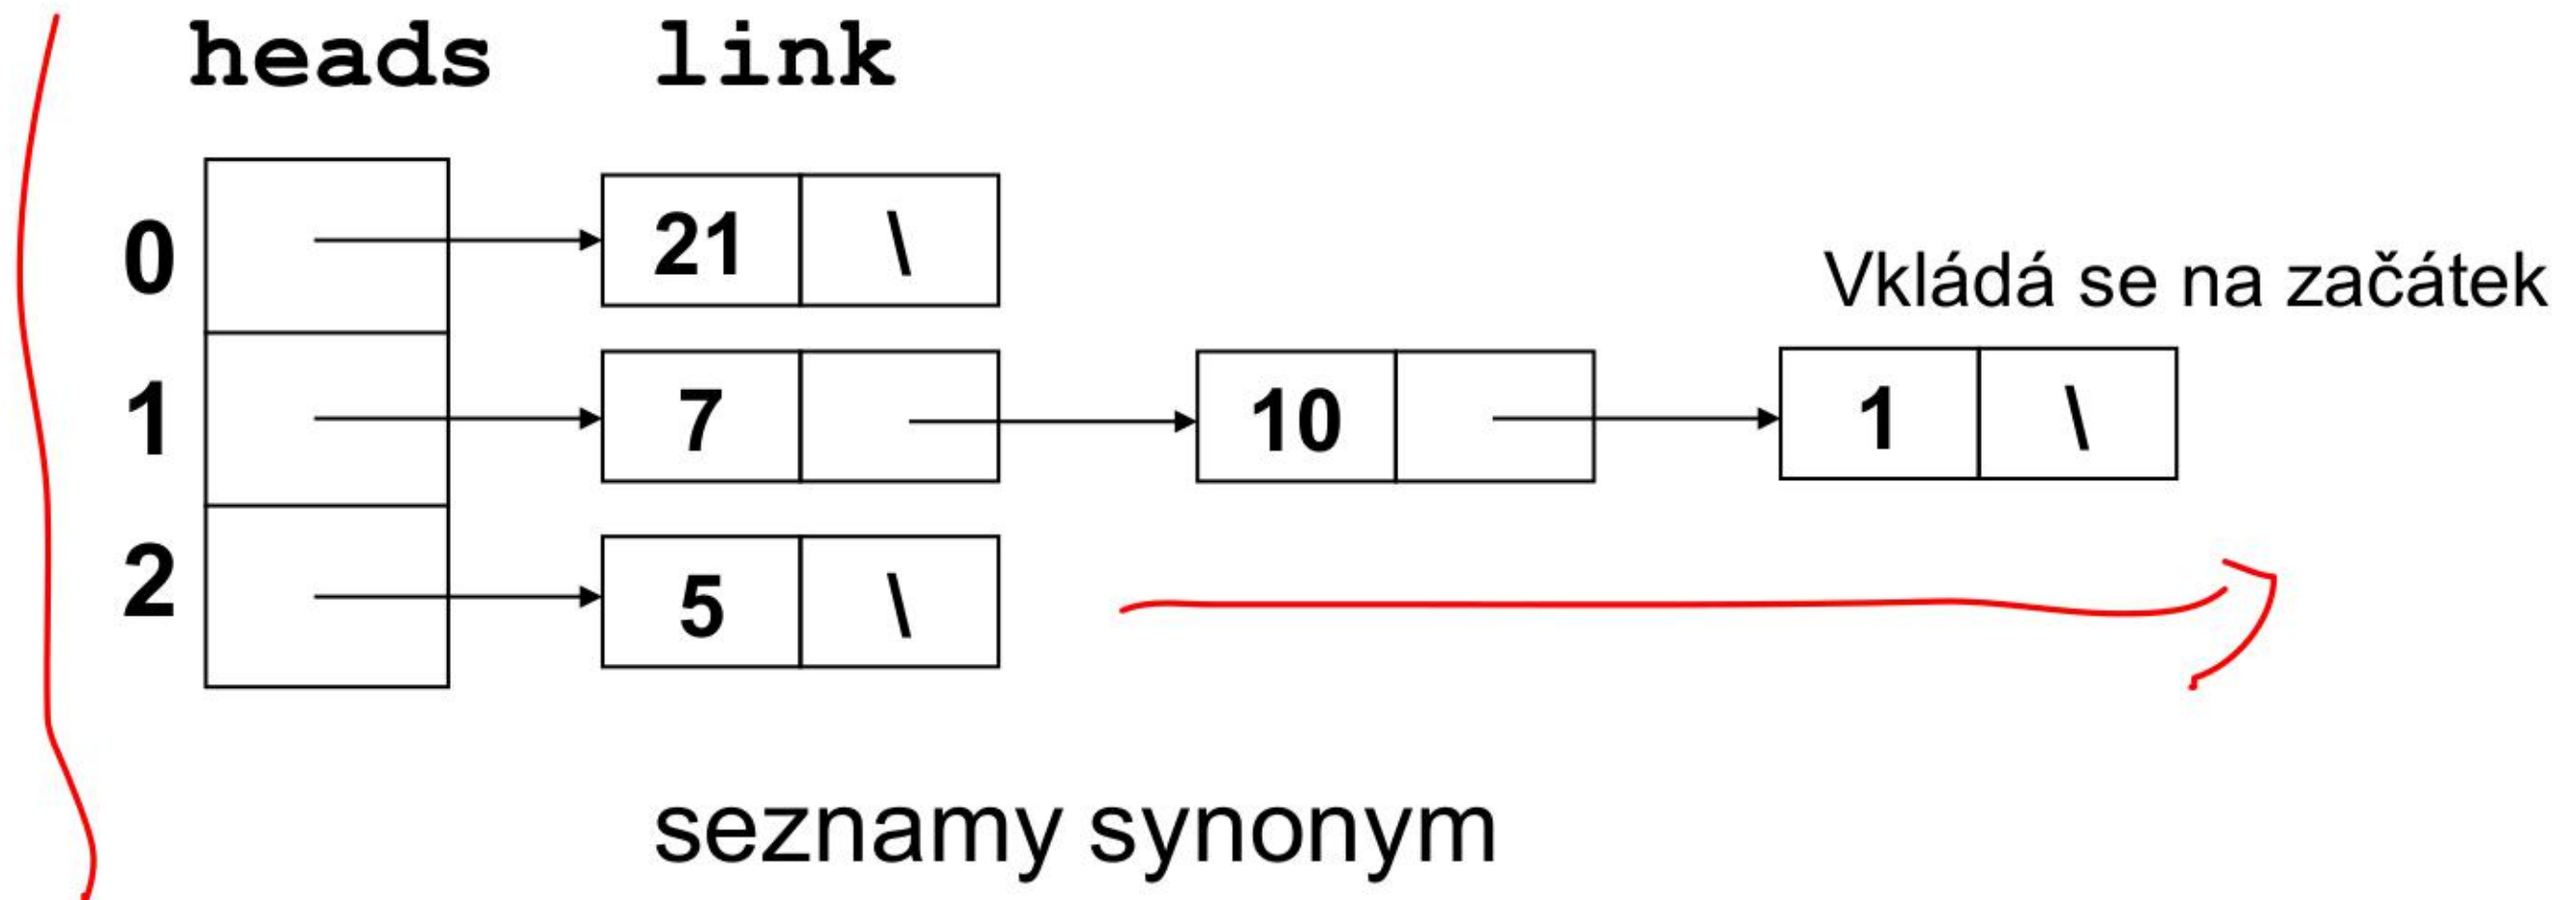 heads link
0 21 \
Vkládá se na začátek
1 7 10 1 \
2 5 \
seznamy synonym